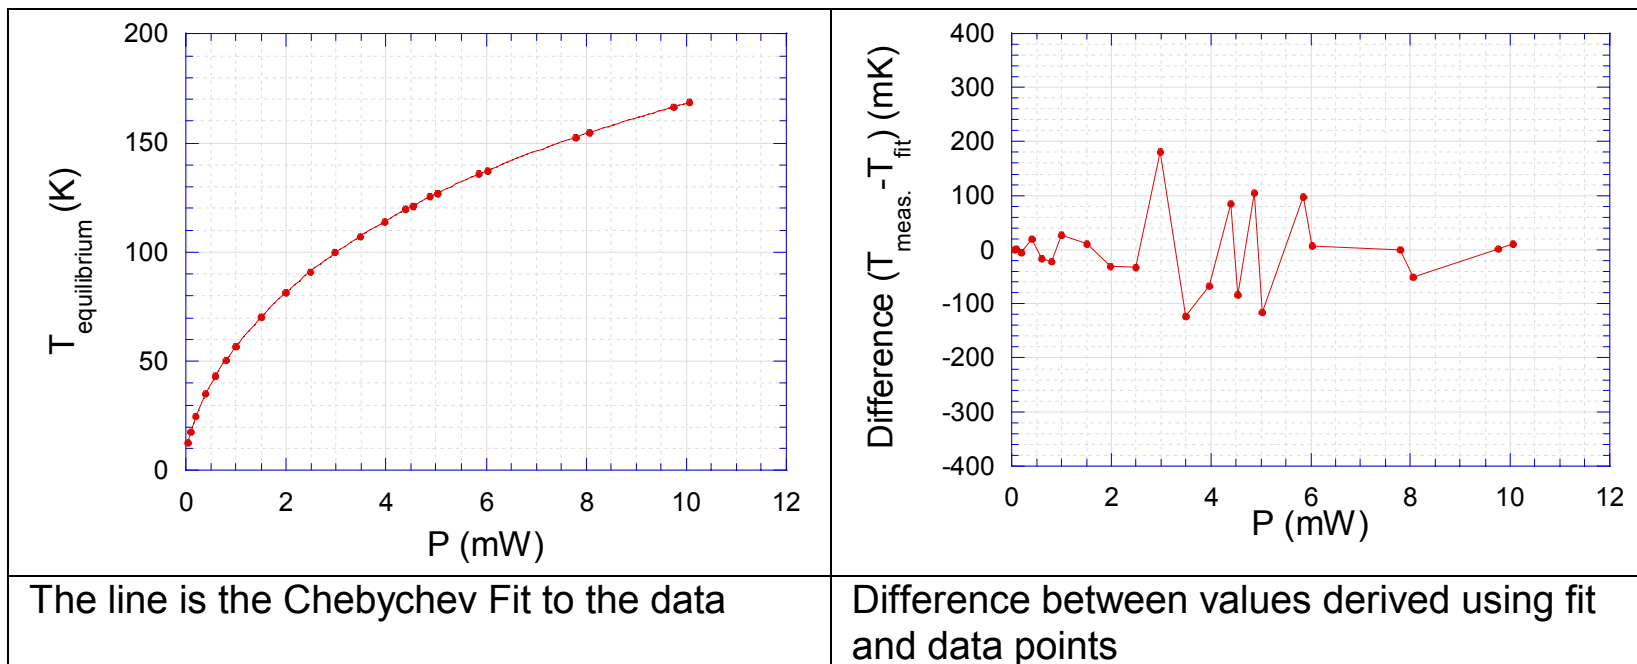 200
150
100
50
0
0 2 4 6 8 10 12
T equilibrium (K)
P (mW)
400
300
200
100
0
-100
-200
-300
-400
0 2 4 6 8 10 12
Difference (T meas. -T fit) (mK)
P (mW)
The line is the Chebychev Fit to the data
Difference between values derived using fit
and data points